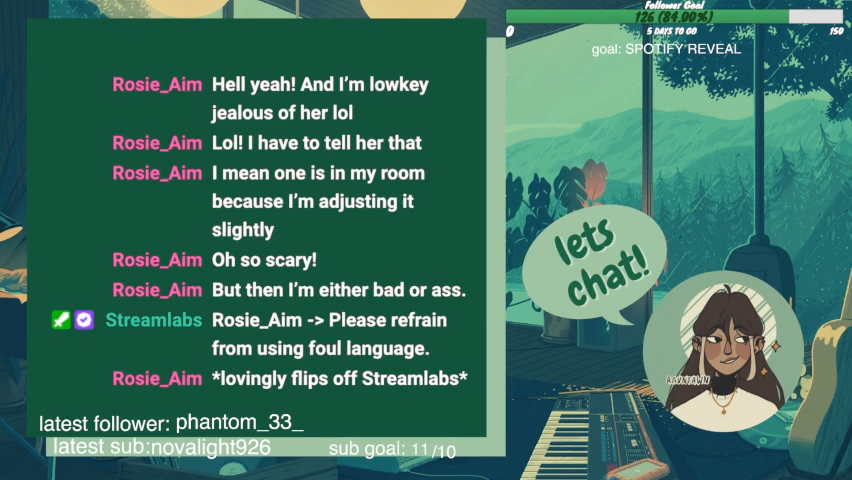 Follower Goal
126 (84.00%)
0 5 DAYS TO GO 150
goal: SPOTIFY REVEAL
Rosie_Aim Hell yeah! And I’m lowkey
jealous of her lol
Rosie_Aim Lol! I have to tell her that
Rosie_Aim I mean one is in my room
because I’m adjusting it
slightly
Rosie_Aim Oh so scary!
Rosie_Aim But then I’m either bad or ass.
Streamlabs Rosie_Aim -> Please refrain
from using foul language.
Rosie_Aim *lovingly flips off Streamlabs*
lets
chat!
latest follower: phantom_33_
latest sub:novalight926
sub goal: 11/10